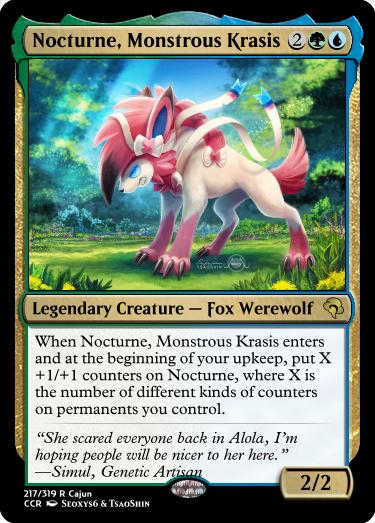 Nocturne, Monstrous Krasis 2
TSAOSHIN
Legendary Creature — Fox Werewolf
When Nocturne, Monstrous Krasis enters
and at the beginning of your upkeep, put X
+1/+1 counters on Nocturne, where X is
the number of different kinds of counters
on permanents you control.
“She scared everyone back in Alola, I’m
hoping people will be nicer to her here.”
—Simul, Genetic Artisan
2/2
217/319 R Cajun
CCR Seoxys6 & TsaoShin